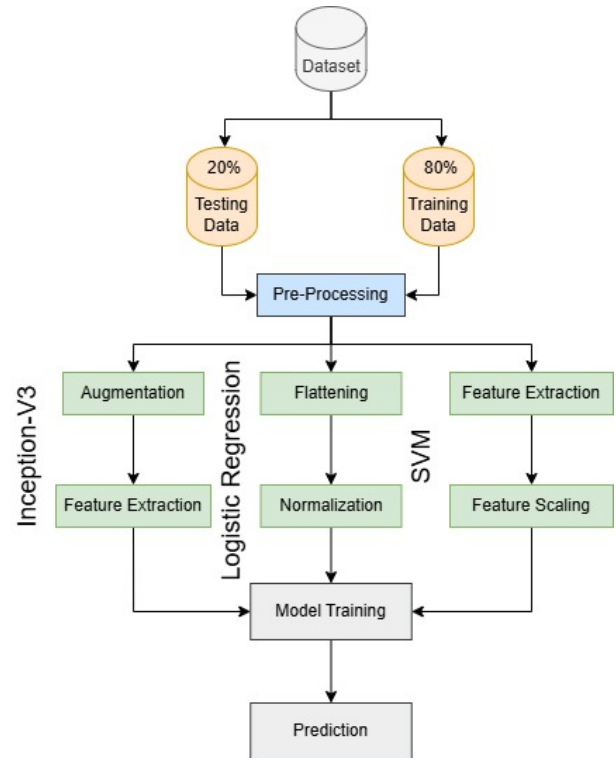 Dataset
20%
Testing
Data
80%
Training
Data
Pre-Processing
Inception-V3
Augmentation
Feature Extraction
Logistic Regression
Flattening
Normalization
SVM
Feature Extraction
Feature Scaling
Model Training
Prediction